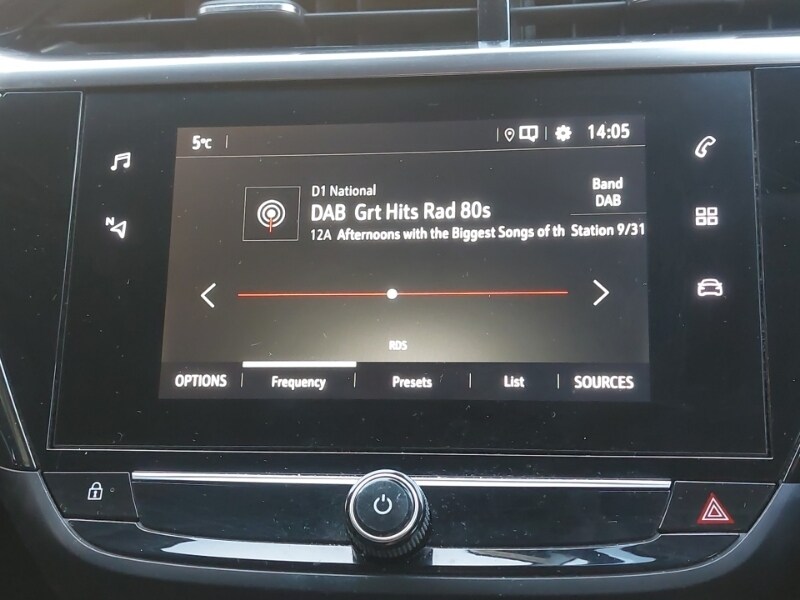 5°C 14:05
D1 National
Band
DAB
DAB Grt Hits Rad 80s
12A Afternoons with the Biggest Songs of th Station 9/31
N
RDS
OPTIONS Frequency Presets List SOURCES